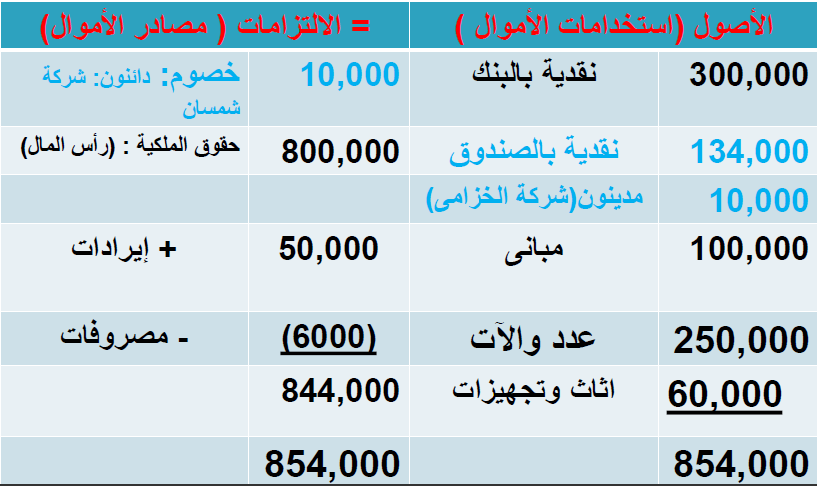 الأصول (استخدامات الأموال ) = الالتزامات ( مصادر الأموال)
300,000 نقدية بالبنك 10,000 خصوم: دائنون: شركة
شمسان
134,000 نقدية بالصندوق 800,000 حقوق الملكية : (رأس المال)
10,000 مدينون(شركة الخزامى)
100,000 مبانى 50,000 + إيرادات
250,000 عدد والآت (6000) - مصروفات
60,000 اثاث وتجهيزات 844,000
854,000 854,000